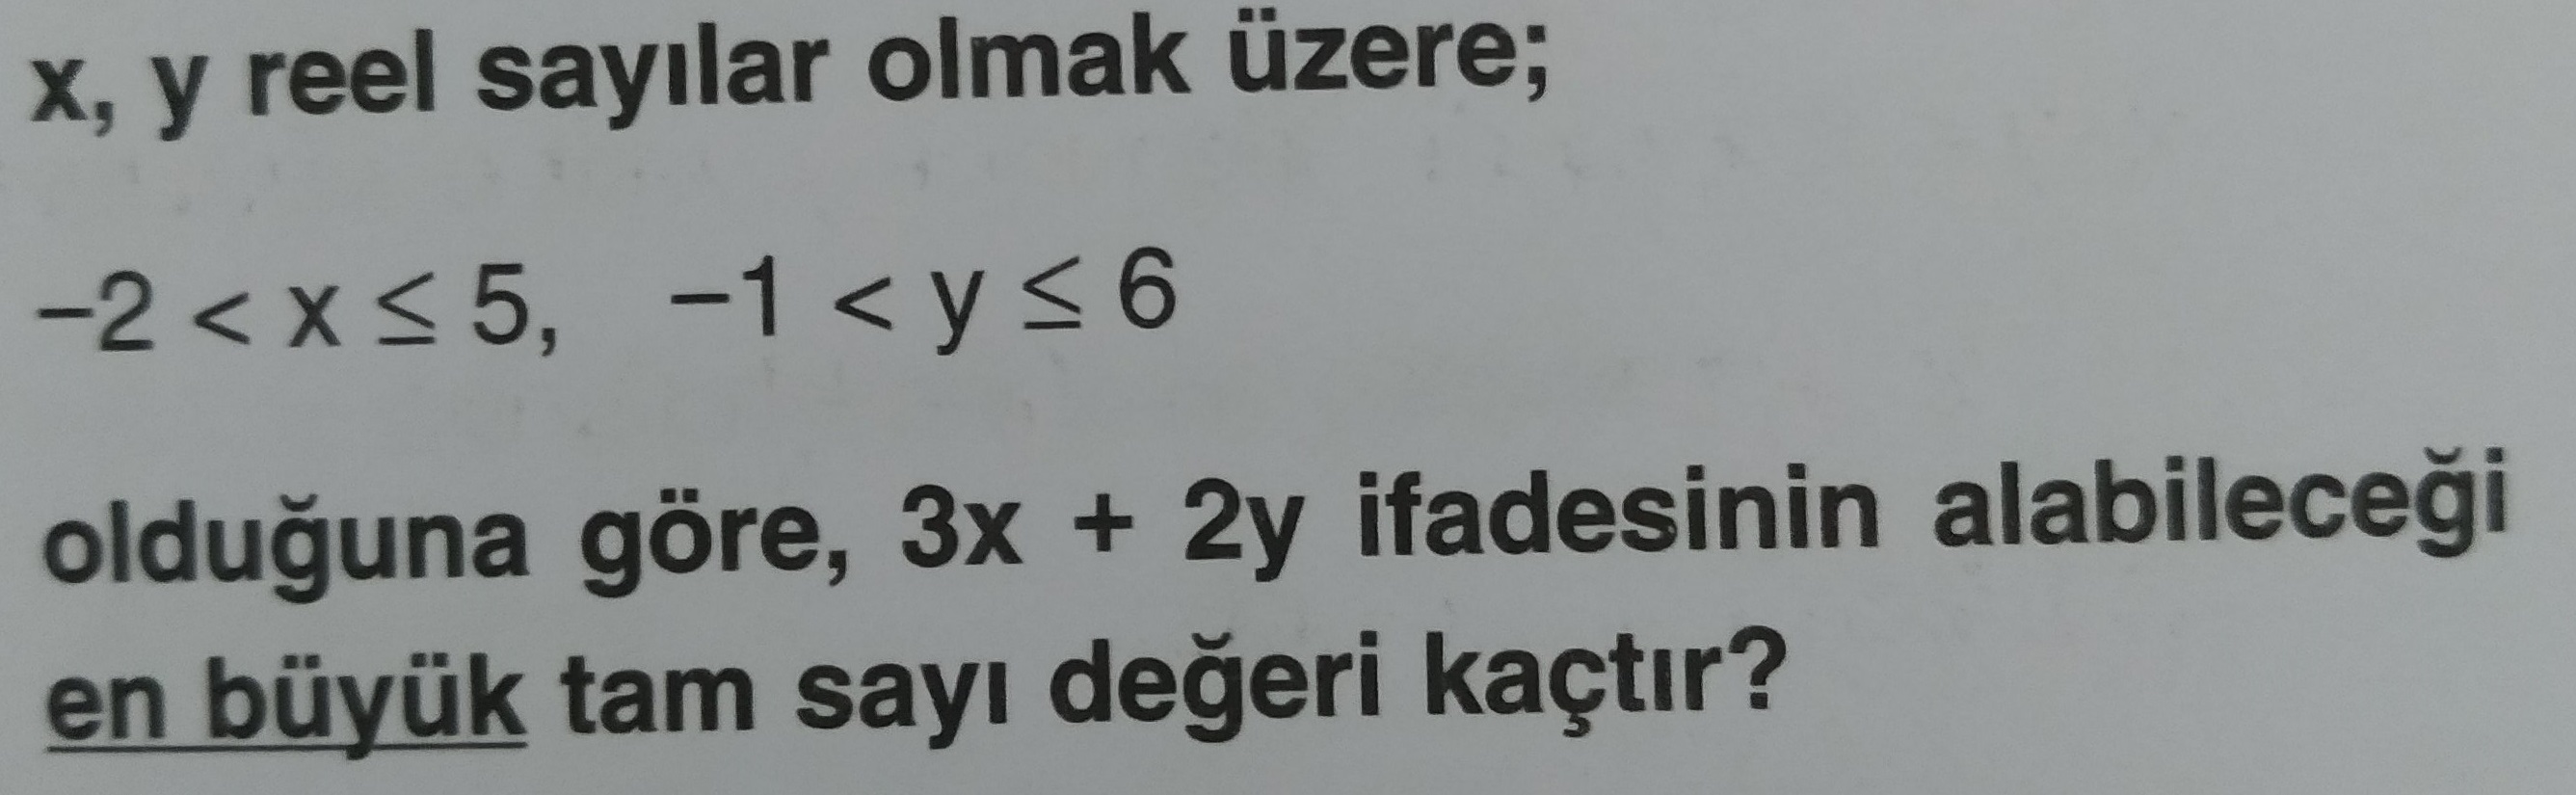 x, y reel sayılar olmak üzere;
–2 < x ≤ 5, –1 < y ≤ 6
olduğuna göre, 3x + 2y ifadesinin alabileceği
en büyük tam sayı değeri kaçtır?